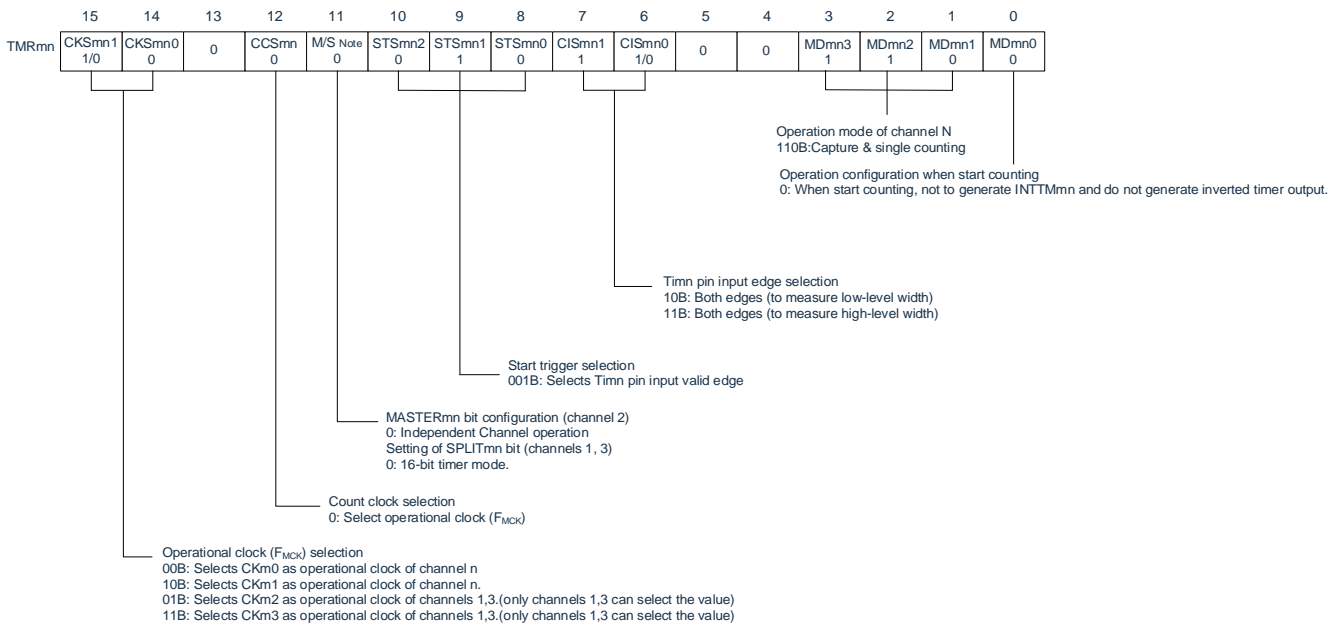 15 14 13 12 11 10 9 8 7 6 5 4 3 2 1 0
TMRmn CKSmn1 CKSmn0 0 CCSmn M/S Note STSmn2 STSmn1 STSmn0 CISmn1 CISmn0 0 0 MDmn3 MDmn2 MDmn1 MDmn0
1/0 0 0 0 0 1 0 1 1/0 1 1 0 0
Operation mode of channel N
110B:Capture & single counting
Operation configuration when start counting
0: When start counting, not to generate INTTMmn and do not generate inverted timer output.
Timn pin input edge selection
10B: Both edges (to measure low-level width)
11B: Both edges (to measure high-level width)
Start trigger selection
001B: Selects Timn pin input valid edge
MASTERmn bit configuration (channel 2)
0: Independent Channel operation
Setting of SPLITmn bit (channels 1, 3)
0: 16-bit timer mode.
Count clock selection
0: Select operational clock (FMCK)
Operational clock (FMCK) selection
00B: Selects CKm0 as operational clock of channel n
10B: Selects CKm1 as operational clock of channel n.
01B: Selects CKm2 as operational clock of channels 1,3.(only channels 1,3 can select the value)
11B: Selects CKm3 as operational clock of channels 1,3.(only channels 1,3 can select the value)